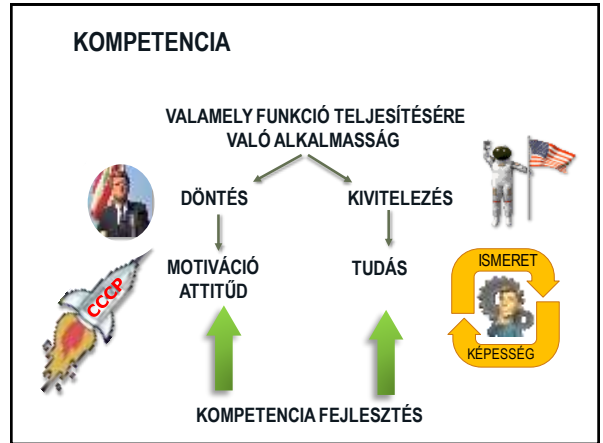 KOMPETENCIA
VALAMELY FUNKCIÓ TELJESÍTÉSÉRE
VALÓ ALKALMASSÁG
DÖNTÉS
KIVITELEZÉS
MOTIVÁCIÓ
ATTITŰD
TUDÁS
CCCP
ISMERET
KÉPESSÉG
KOMPETENCIA FEJLESZTÉS